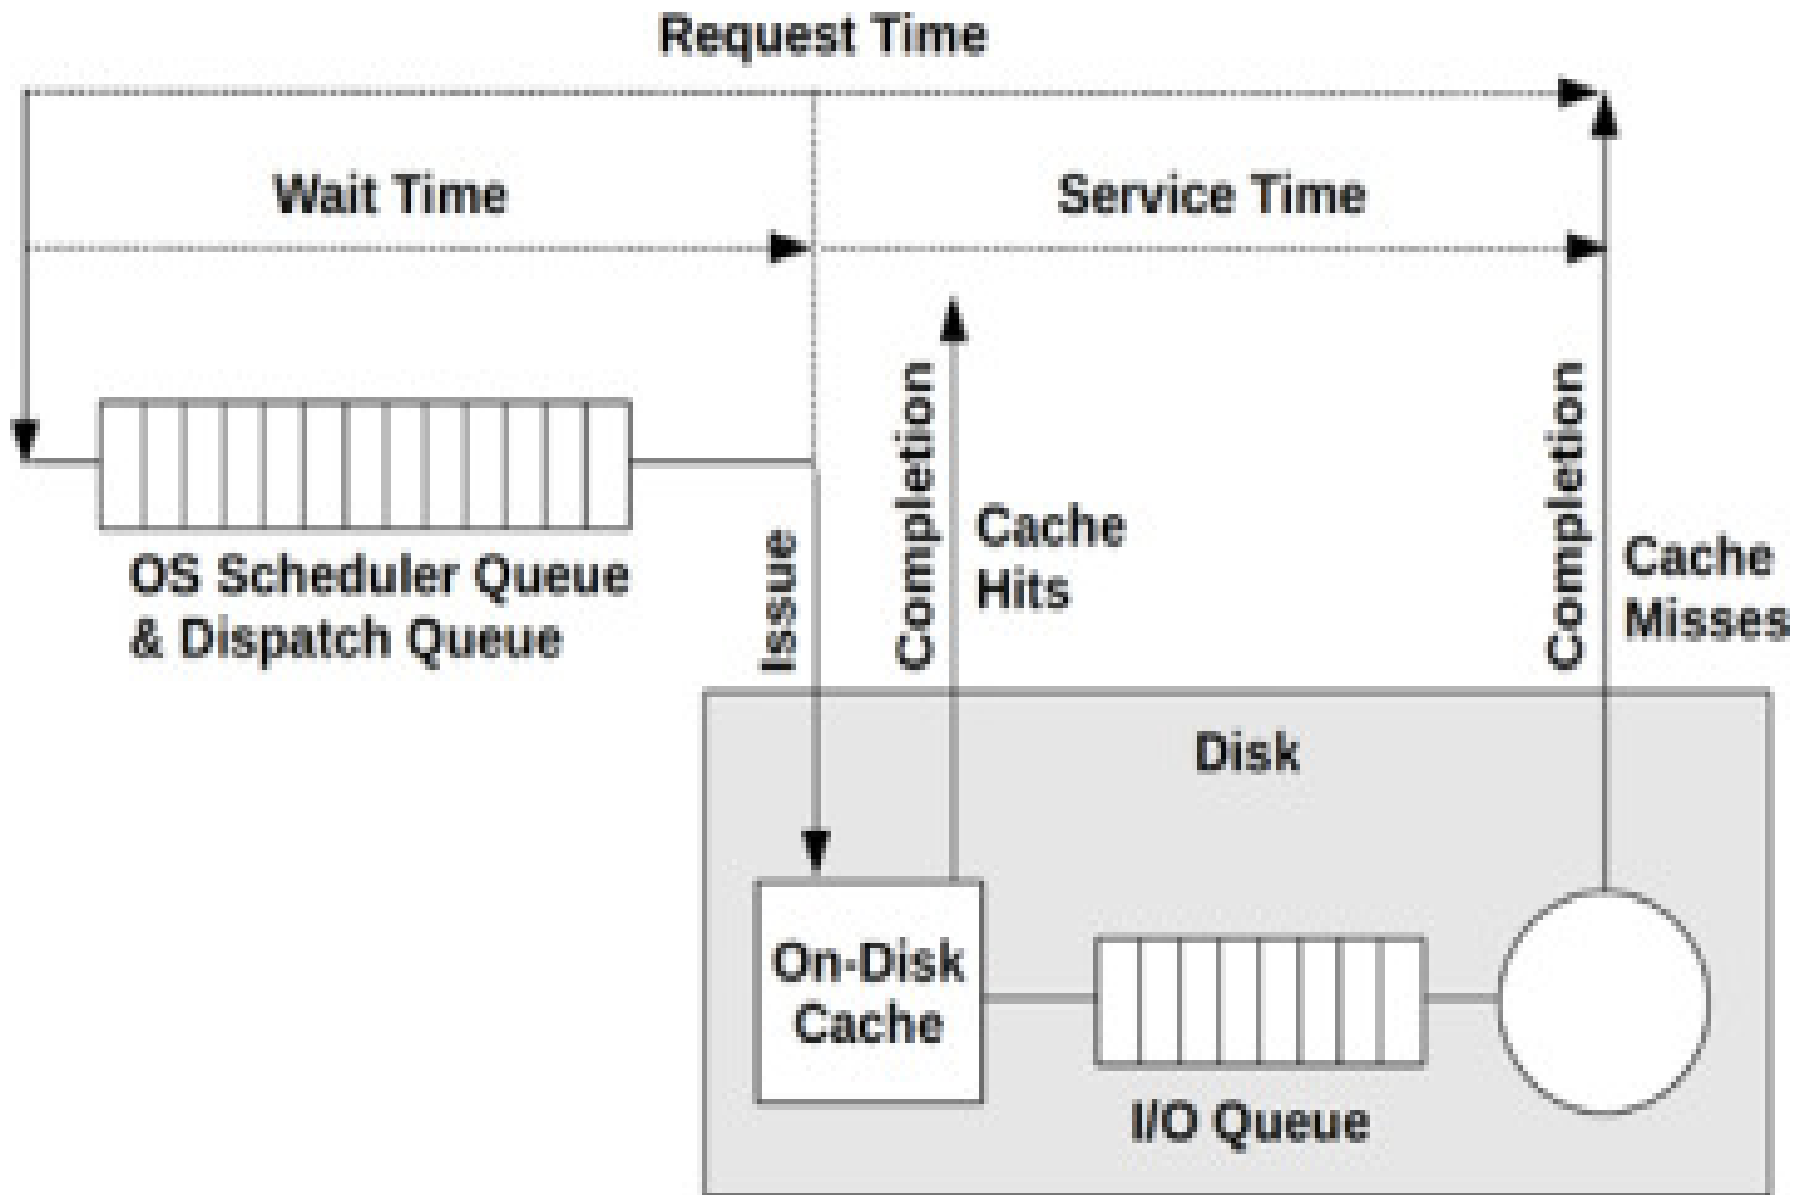 Request Time
Wait Time
Service Time
OS Scheduler Queue
& Dispatch Queue
Issue
Completion
Cache
Hits
Completion
Cache
Misses
Disk
On-Disk
Cache
I/O Queue